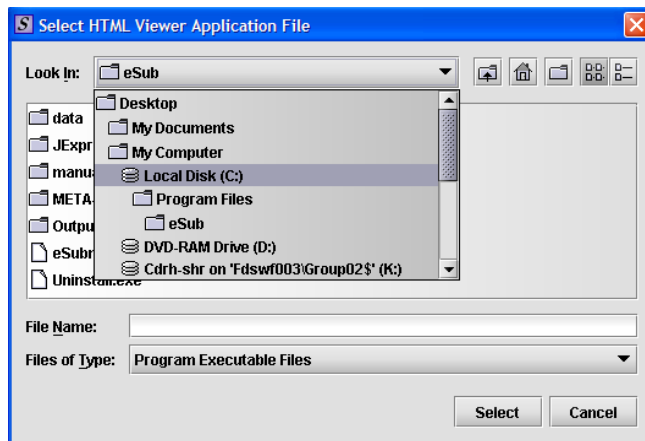 S Select HTML Viewer Application File
Look In: eSub
Desktop
My Documents
My Computer
Local Disk (C:)
Program Files
eSub
DVD-RAM Drive (D:)
Cdrh-shr on 'Fdswf003\Group02$' (K:)
data
JExpr
manu
META
Outpu
eSub
Uninstall.exe
File Name:
Files of Type: Program Executable Files
Select Cancel